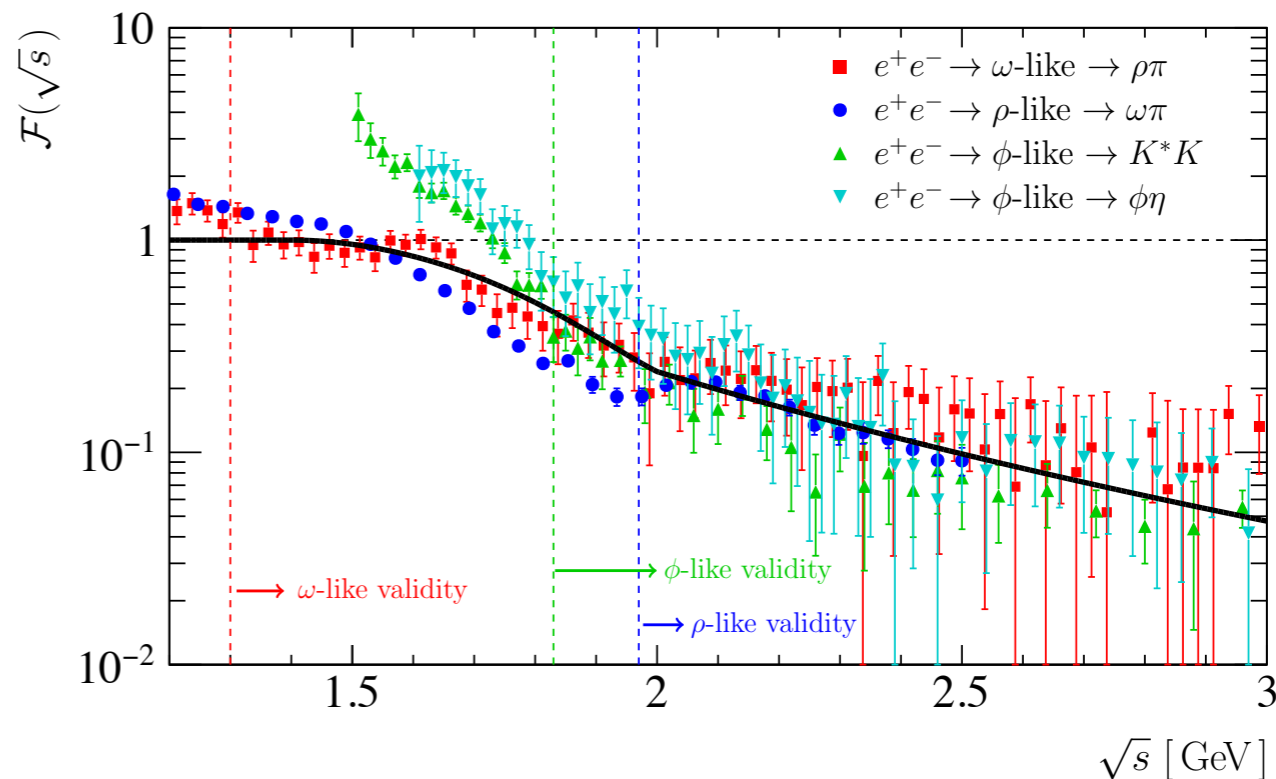 10
1
10⁻¹
10⁻²
F(√s)
e⁺e⁻ → ω-like → ρπ
e⁺e⁻ → ρ-like → ωπ
e⁺e⁻ → ϕ-like → K*K
e⁺e⁻ → ϕ-like → ϕη
ϕ-like validity
ω-like validity
ρ-like validity
1.5
2
2.5
3
√s [GeV]